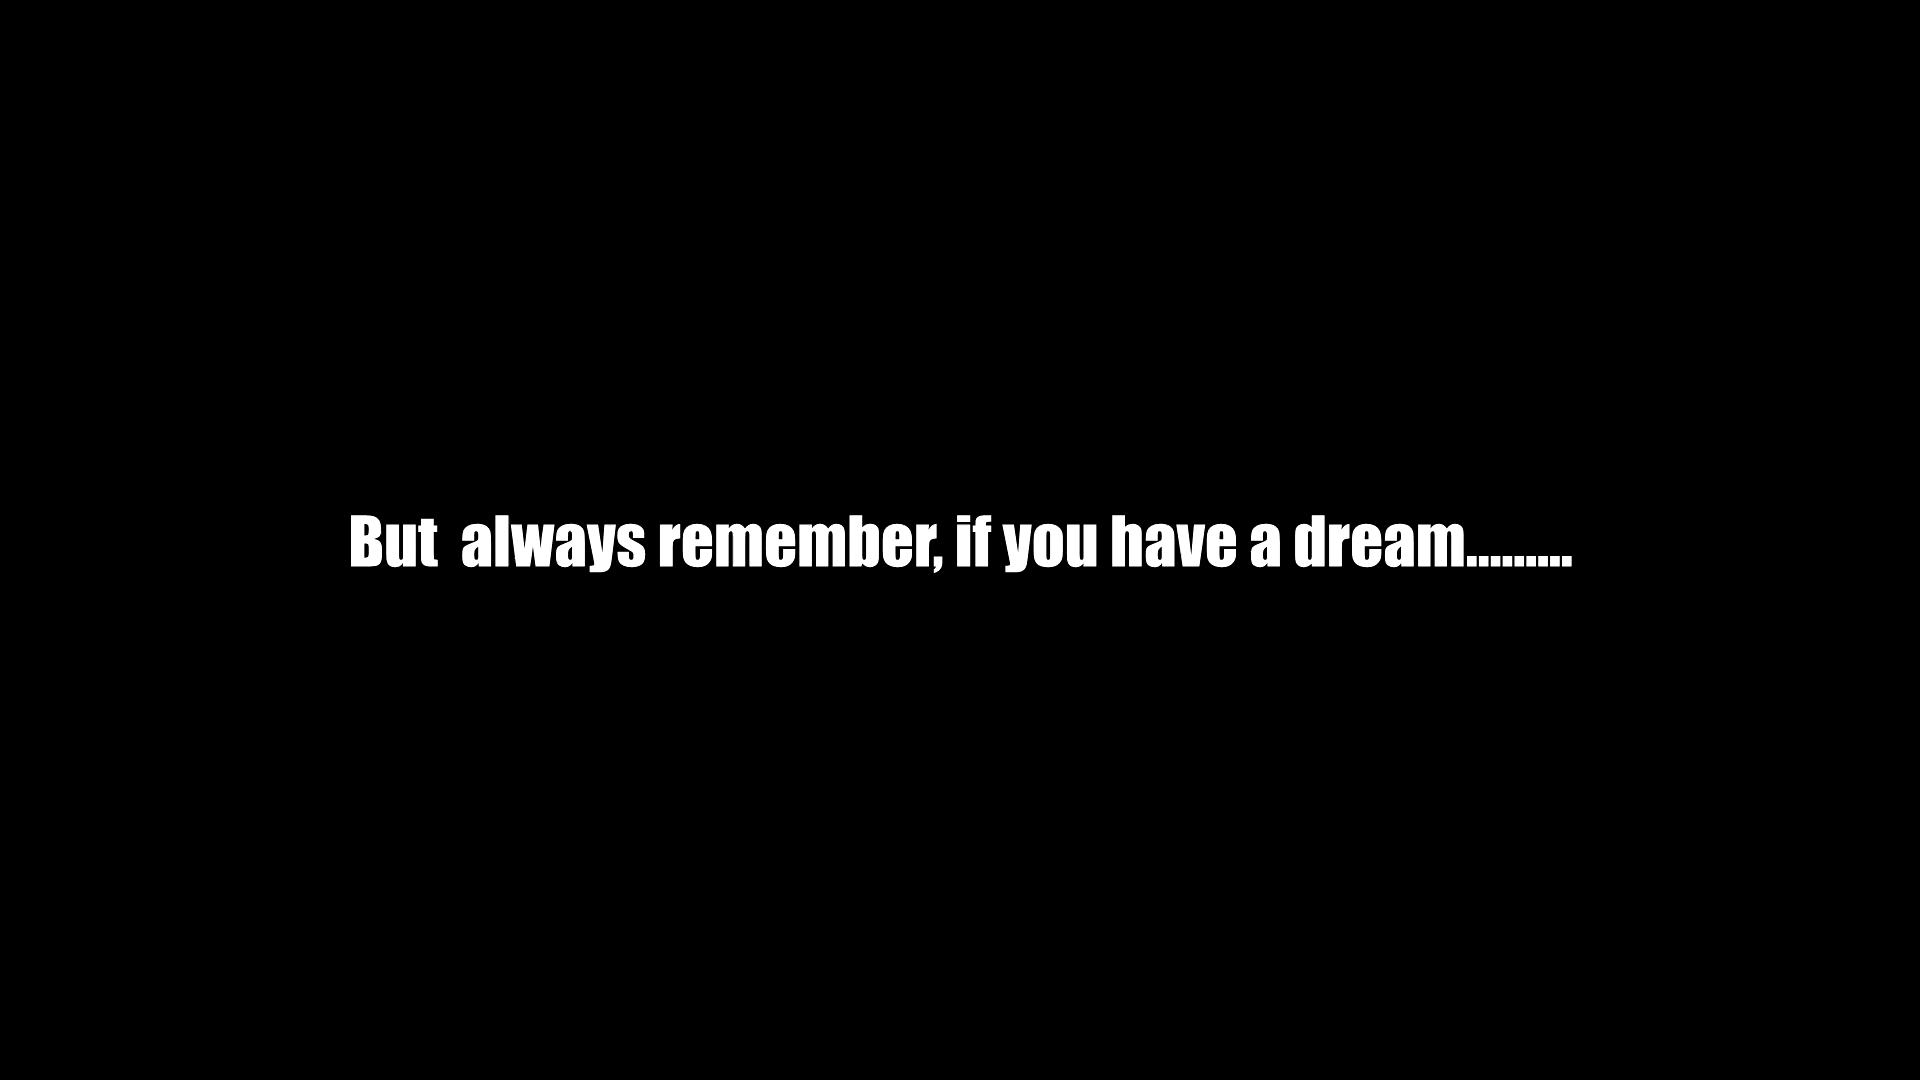 But  always remember, if you have a dream.........